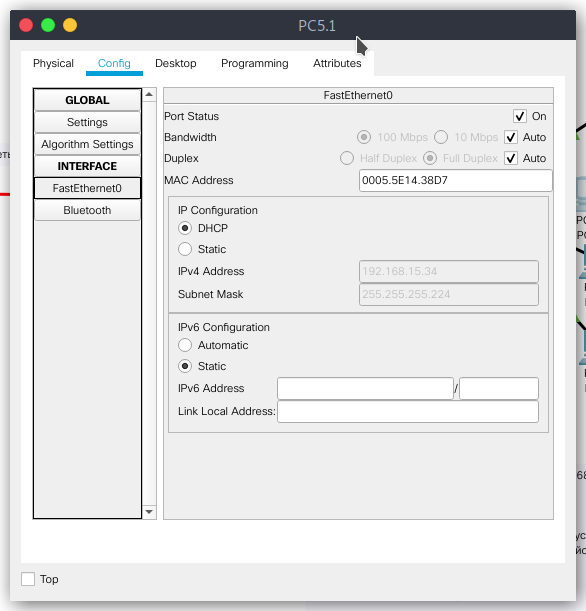 PC5.1
Physical Config Desktop Programming Attributes
GLOBAL
Settings
Algorithm Settings
INTERFACE
FastEthernet0
Bluetooth
FastEthernet0
Port Status On
Bandwidth 100 Mbps 10 Mbps Auto
Duplex Half Duplex Full Duplex Auto
MAC Address 0005.5E14.38D7
IP Configuration
DHCP
Static
IPv4 Address 192.168.15.34
Subnet Mask 255.255.255.224
IPv6 Configuration
Automatic
Static
IPv6 Address /
Link Local Address:
Top